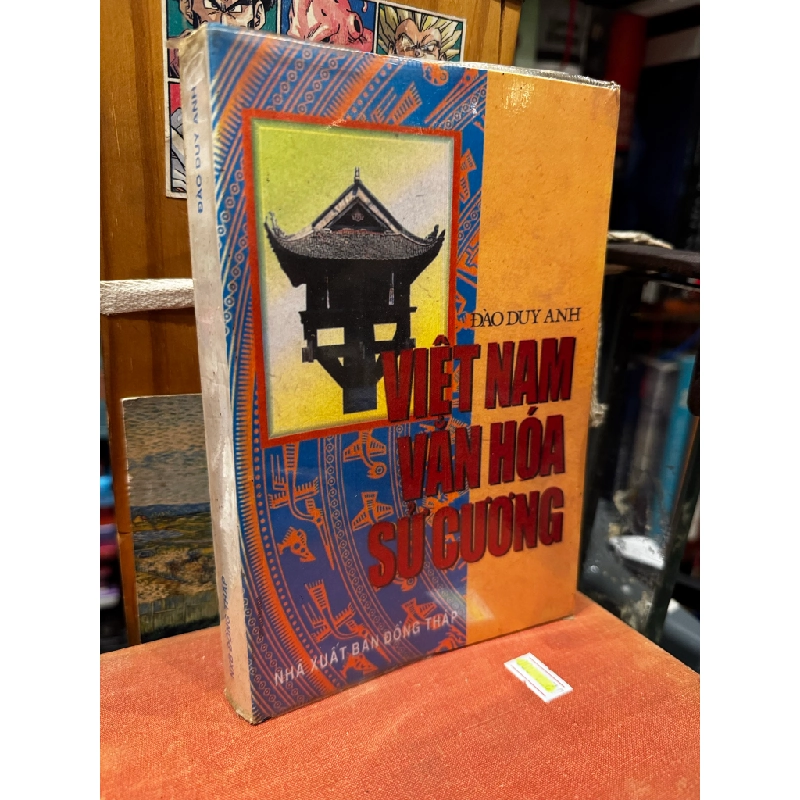 ĐÀO DUY ANH
VIỆT NAM
VĂN HÓA
SỬ CƯƠNG
NHÀ XUẤT BẢN ĐỒNG THÁP
ĐÀO DUY ANH